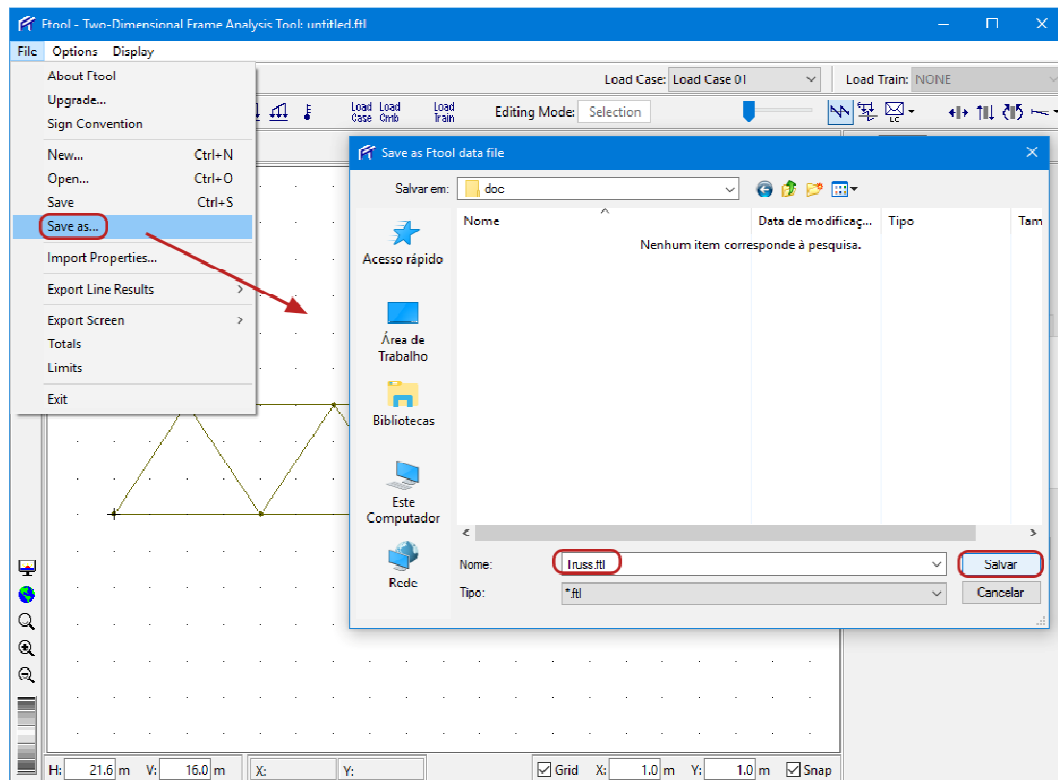 Ftool - Two-Dimensional Frame Analysis Tool: untitled.ftl
File Options Display
About Ftool
Upgrade...
Sign Convention
New... Ctrl+N
Open... Ctrl+O
Save Ctrl+S
Save as...
Import Properties...
Export Line Results
Export Screen
Totals
Limits
Exit
Load Case: Load Case 01 Load Train: NONE
Load Case Load Cmb Load Train Editing Mode: Selection LC
Save as Ftool data file
Salvar em: doc
Nome Data de modificaç... Tipo Tam
Nenhum item corresponde à pesquisa.
Acesso rápido
Área de Trabalho
Bibliotecas
Este Computador
Rede
Nome: Truss.ftl Salvar
Tipo: *.ftl Cancelar
H: 21.6 m V: 16.0 m X: Y: Grid X: 1.0 m Y: 1.0 m Snap